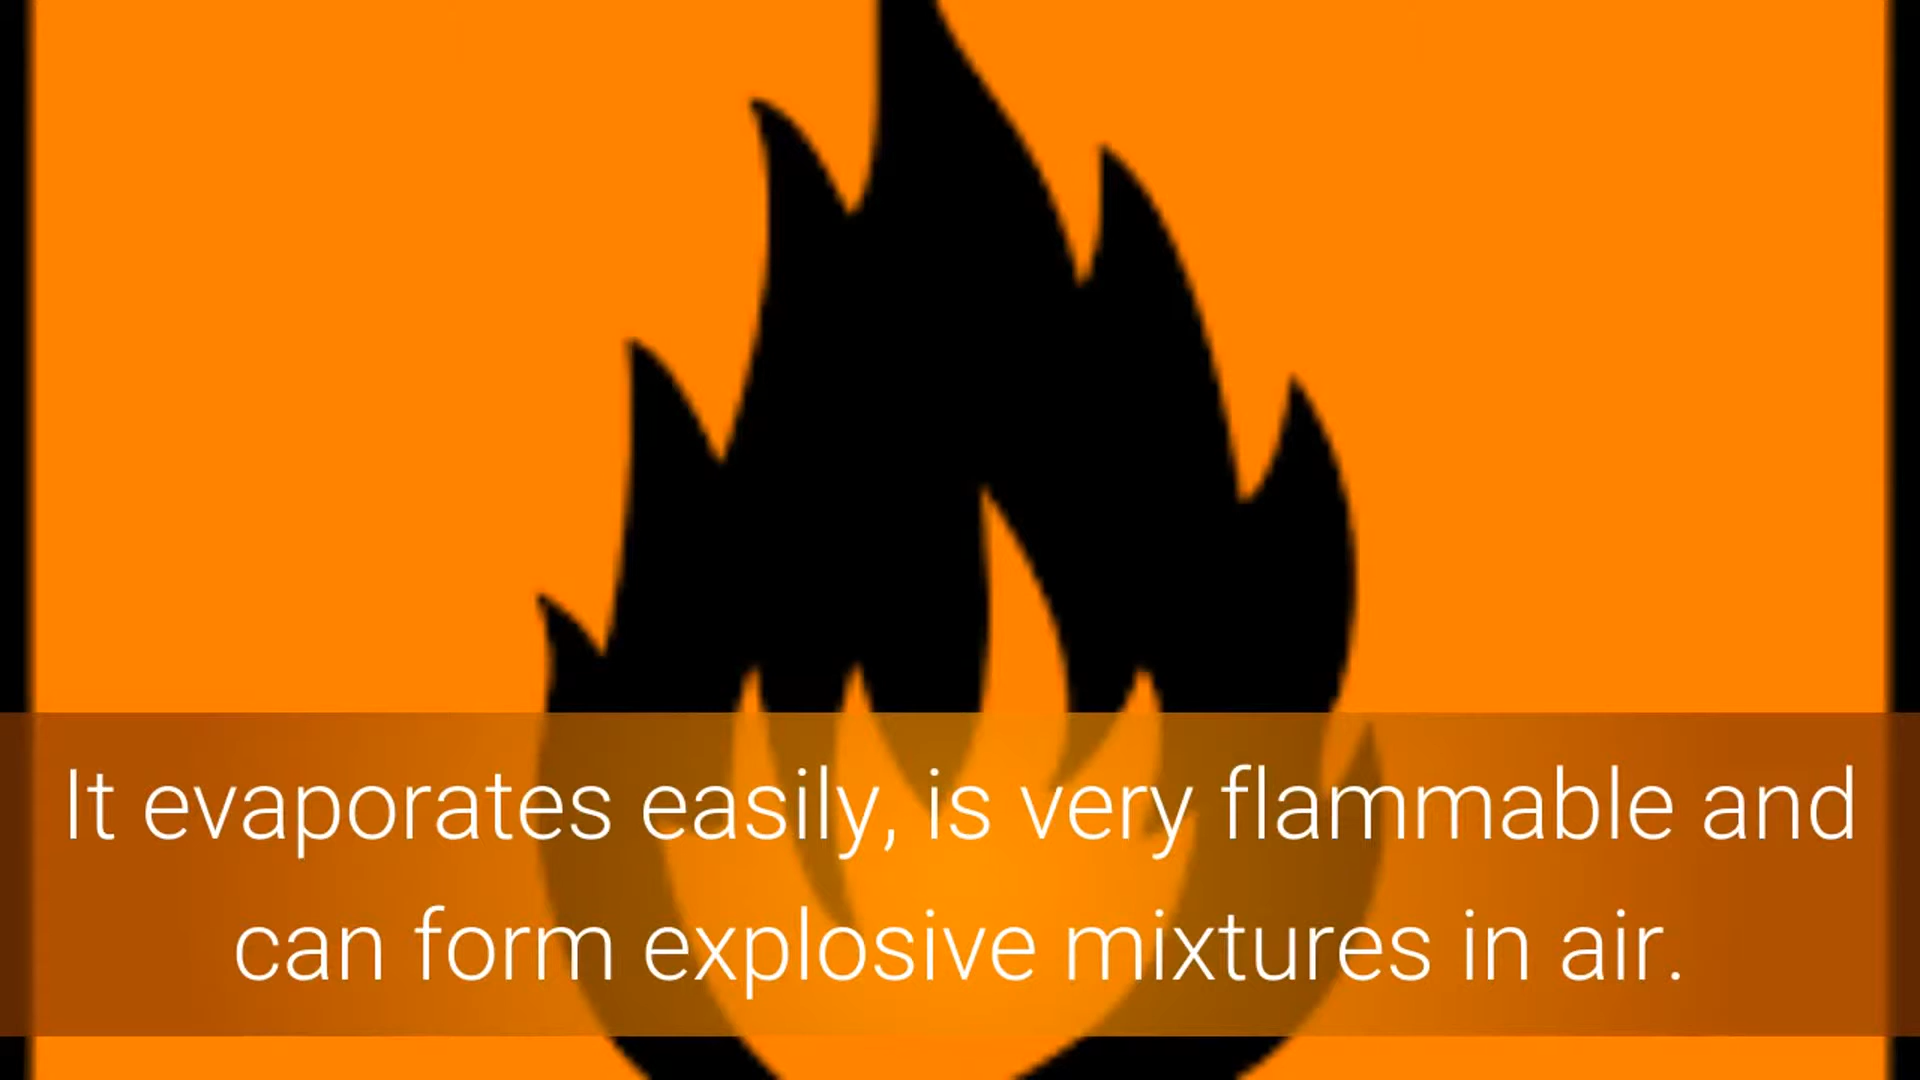 It evaporates easily, is very flammable and
can form explosive mixtures in air.